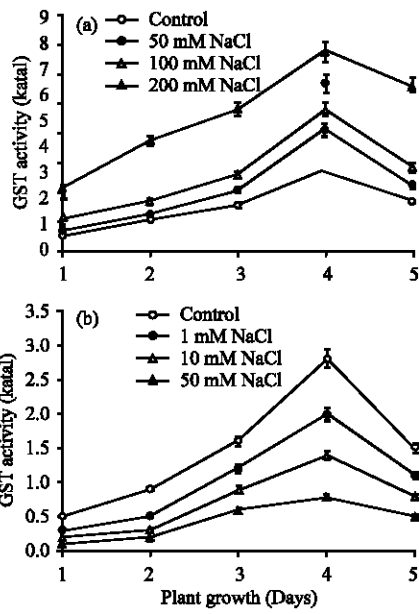 (a)
Control
50 mM NaCl
100 mM NaCl
200 mM NaCl
GST activity (katal)
9
8
7
6
5
4
3
2
1
0
1 2 3 4 5
(b)
Control
1 mM NaCl
10 mM NaCl
50 mM NaCl
GST activity (katal)
3.5
3.0
2.5
2.0
1.5
1.0
0.5
0.0
1 2 3 4 5
Plant growth (Days)